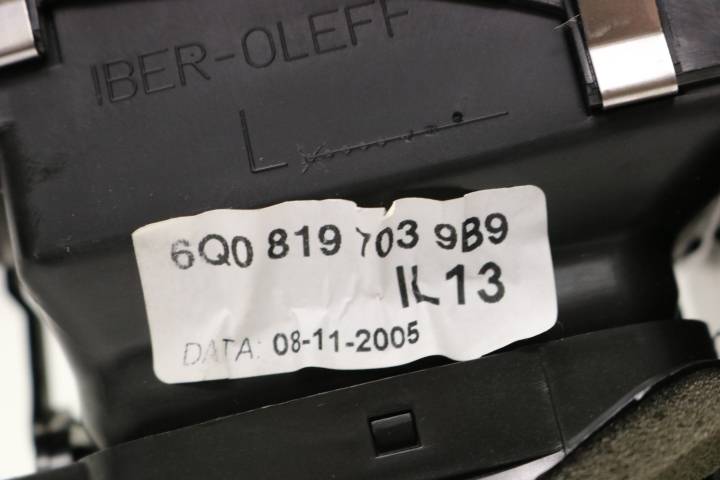 IBER-OLEFF
L
6Q0 819 703 9B9
IL13
DATA: 08-11-2005